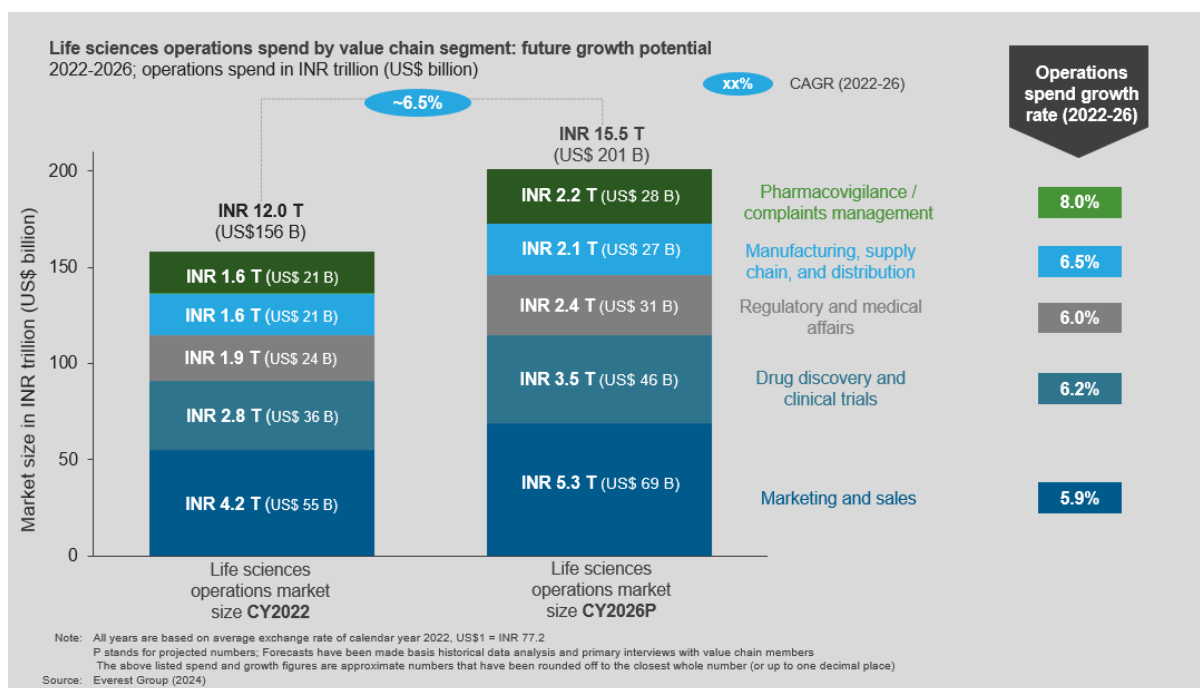 Life sciences operations spend by value chain segment: future growth potential
2022-2026; operations spend in INR trillion (US$ billion)
xx%
CAGR (2022-26)
Operations
spend growth
rate (2022-26)
~6.5%
INR 15.5 T
(US$ 201 B)
INR 12.0 T
(US$156 B)
Market size in INR trillion (US$ billion)
200
150
100
50
0
INR 1.6 T (US$ 21 B)
INR 1.6 T (US$ 21 B)
INR 1.9 T (US$ 24 B)
INR 2.8 T (US$ 36 B)
INR 4.2 T (US$ 55 B)
INR 2.2 T (US$ 28 B)
INR 2.1 T (US$ 27 B)
INR 2.4 T (US$ 31 B)
INR 3.5 T (US$ 46 B)
INR 5.3 T (US$ 69 B)
Pharmacovigilance /
complaints management
8.0%
Manufacturing, supply
chain, and distribution
6.5%
Regulatory and medical
affairs
6.0%
Drug discovery and
clinical trials
6.2%
Marketing and sales
5.9%
Life sciences
operations market
size CY2022
Life sciences
operations market
size CY2026P
Note: All years are based on average exchange rate of calendar year 2022, US$1 = INR 77.2
P stands for projected numbers; Forecasts have been made basis historical data analysis and primary interviews with value chain members
The above listed spend and growth figures are approximate numbers that have been rounded off to the closest whole number (or up to one decimal place)
Source: Everest Group (2024)